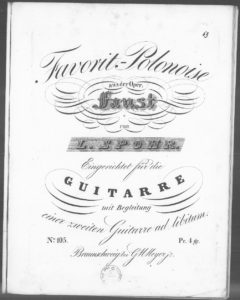 13
Favorit-Polonoise
aus der Oper:
Faust
von
L. SPOHR.
Eingerichtet für die
GUITARRE
mit Begleitung
einer zweiten Guitarre ad libitum.
No. 105. Pr. 4 gr.
Braunschweig bei G.M. Meyer jr.